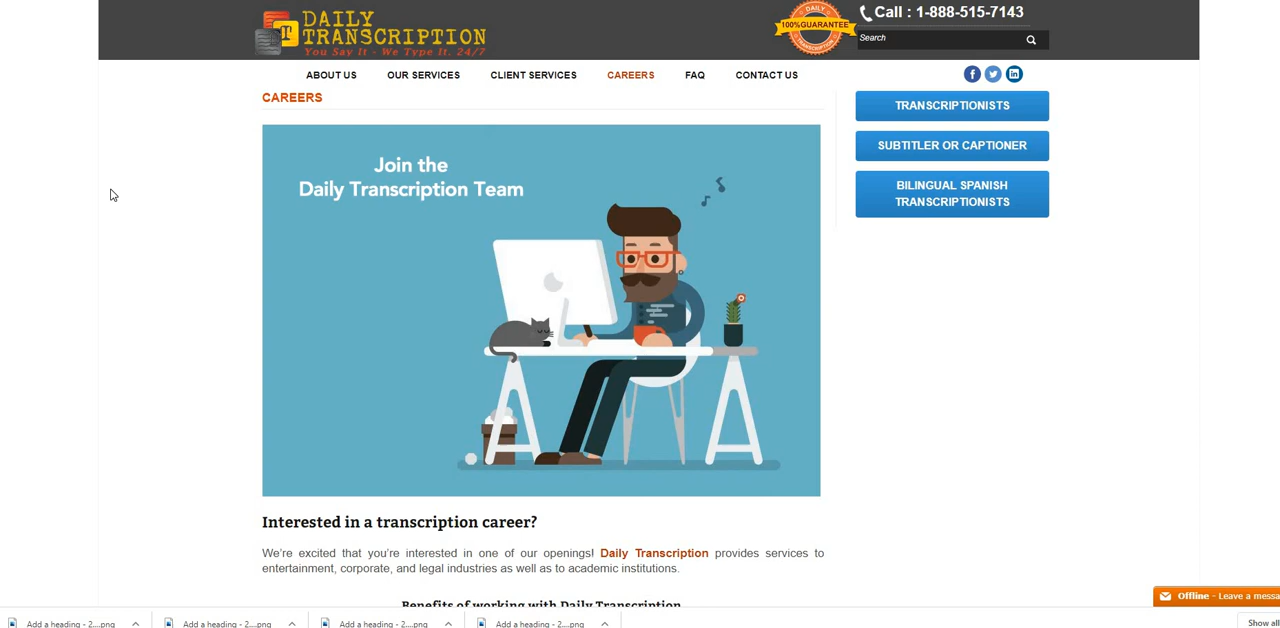 DAILY
TRANSCRIPTION
You Say It - We Type It. 24/7
DAILY
100%GUARANTEE
TRANSCRIPTION
Call : 1-888-515-7143
Search
ABOUT US
OUR SERVICES
CLIENT SERVICES
CAREERS
FAQ
CONTACT US
CAREERS
TRANSCRIPTIONISTS
SUBTITLER OR CAPTIONER
BILINGUAL SPANISH
TRANSCRIPTIONISTS
Join the
Daily Transcription Team
Interested in a transcription career?
We're excited that you're interested in one of our openings! Daily Transcription provides services to
entertainment, corporate, and legal industries as well as to academic institutions.
Benefits of working with Daily Transcription
Offline - Leave a messa
Add a heading - 2....png
Add a heading - 2....png
Add a heading - 2....png
Add a heading - 2....png
Show all